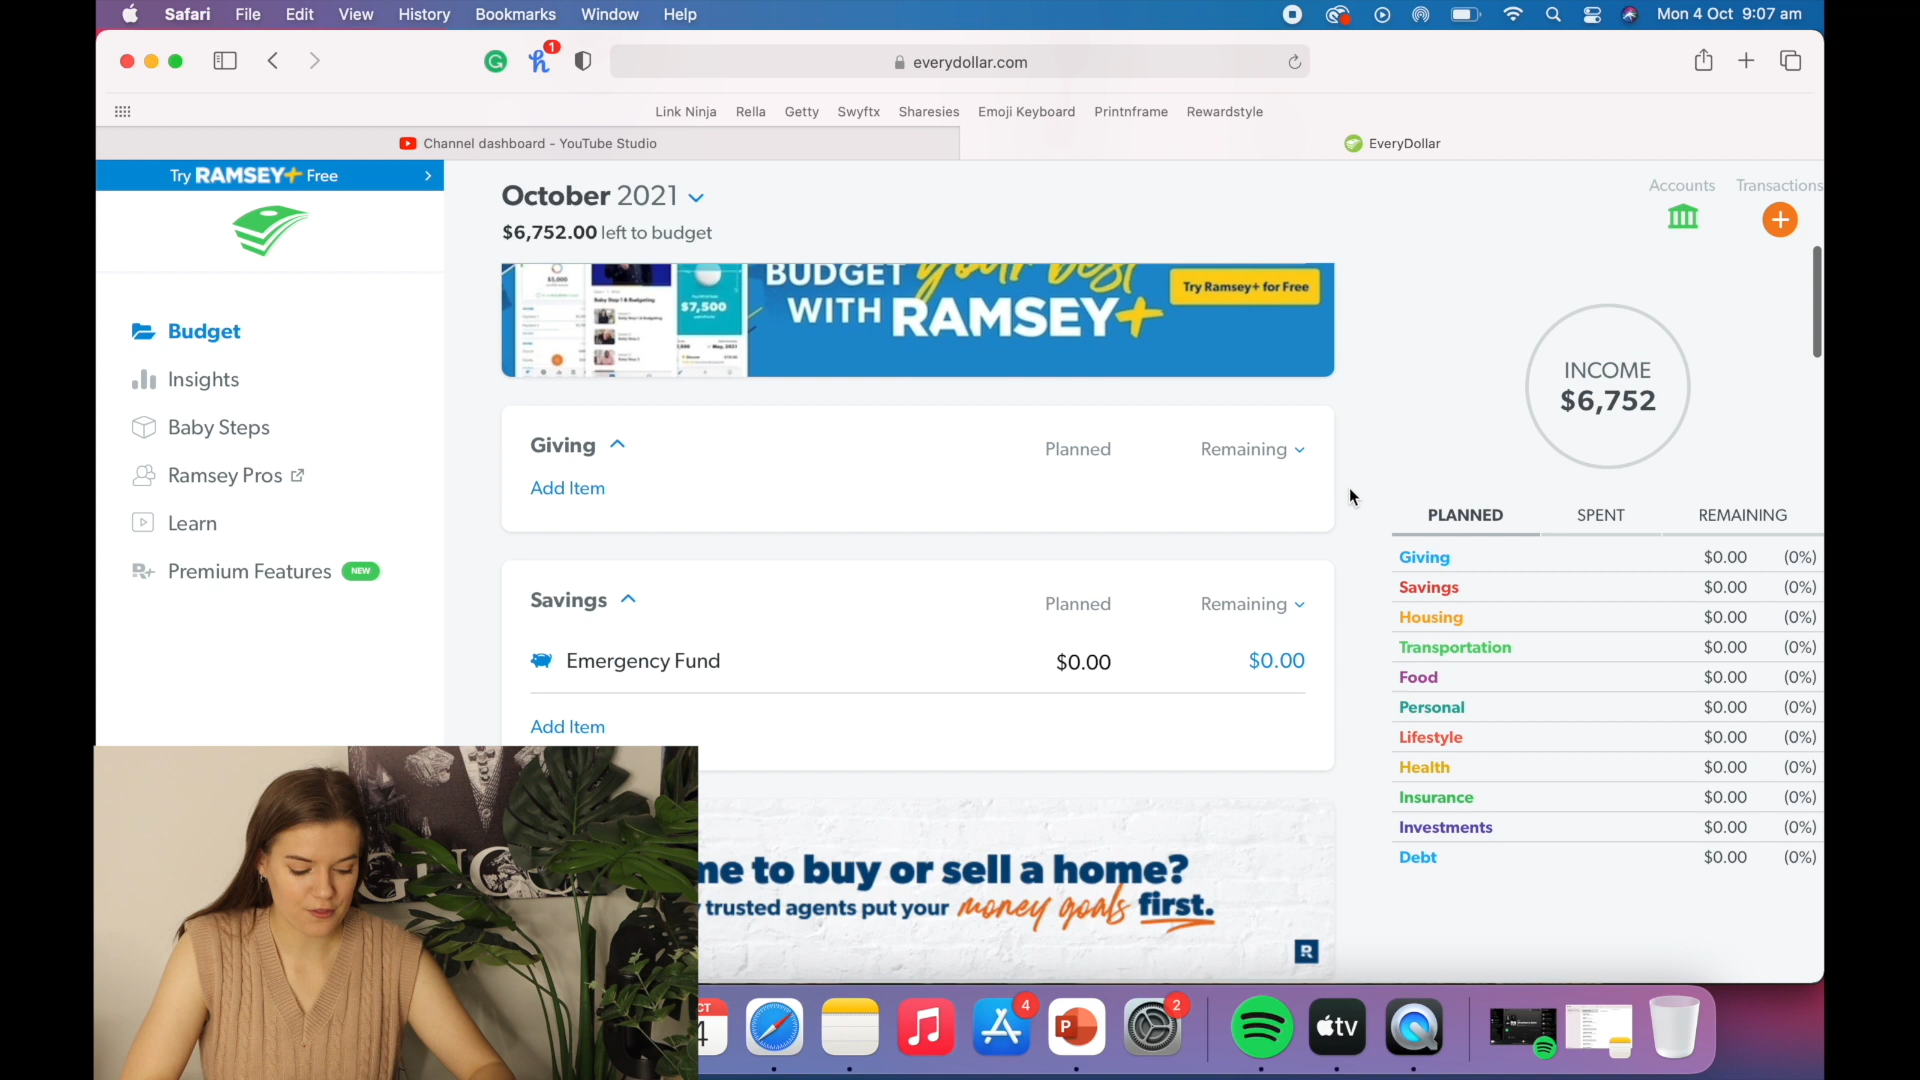 Safari File Edit View History Bookmarks Window Help
Mon 4 Oct 9:07 am
1
everydollar.com
Link Ninja Rella Getty Swyftx Sharesies Emoji Keyboard Printnframe Rewardstyle
Channel dashboard - YouTube Studio
EveryDollar
Try RAMSEY+ Free
October 2021
$6,752.00 left to budget
Accounts Transactions
Budget
Insights
Baby Steps
Ramsey Pros
Learn
Premium Features NEW
BUDGET your best
WITH RAMSEY+
Try Ramsey+ for Free
$7,500
Giving Planned Remaining
Add Item
Savings Planned Remaining
Emergency Fund $0.00 $0.00
Add Item
INCOME
$6,752
PLANNED SPENT REMAINING
Giving $0.00 (0%)
Savings $0.00 (0%)
Housing $0.00 (0%)
Transportation $0.00 (0%)
Food $0.00 (0%)
Personal $0.00 (0%)
Lifestyle $0.00 (0%)
Health $0.00 (0%)
Insurance $0.00 (0%)
Investments $0.00 (0%)
Debt $0.00 (0%)
me to buy or sell a home?
trusted agents put your money goals first.
R
4
2
P
tv